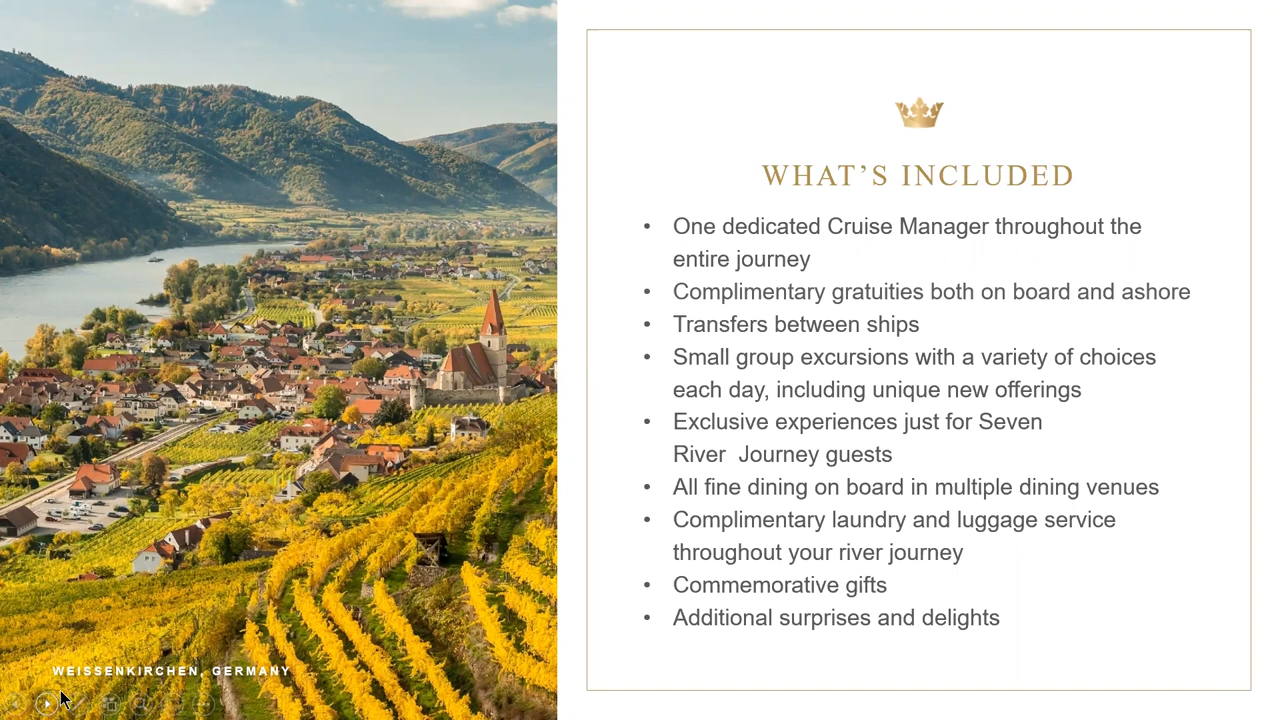 WHAT’S INCLUDED
• One dedicated Cruise Manager throughout the
entire journey
• Complimentary gratuities both on board and ashore
• Transfers between ships
• Small group excursions with a variety of choices
each day, including unique new offerings
• Exclusive experiences just for Seven
River  Journey guests
• All fine dining on board in multiple dining venues
• Complimentary laundry and luggage service
throughout your river journey
• Commemorative gifts
• Additional surprises and delights
WEISSENKIRCHEN, GERMANY